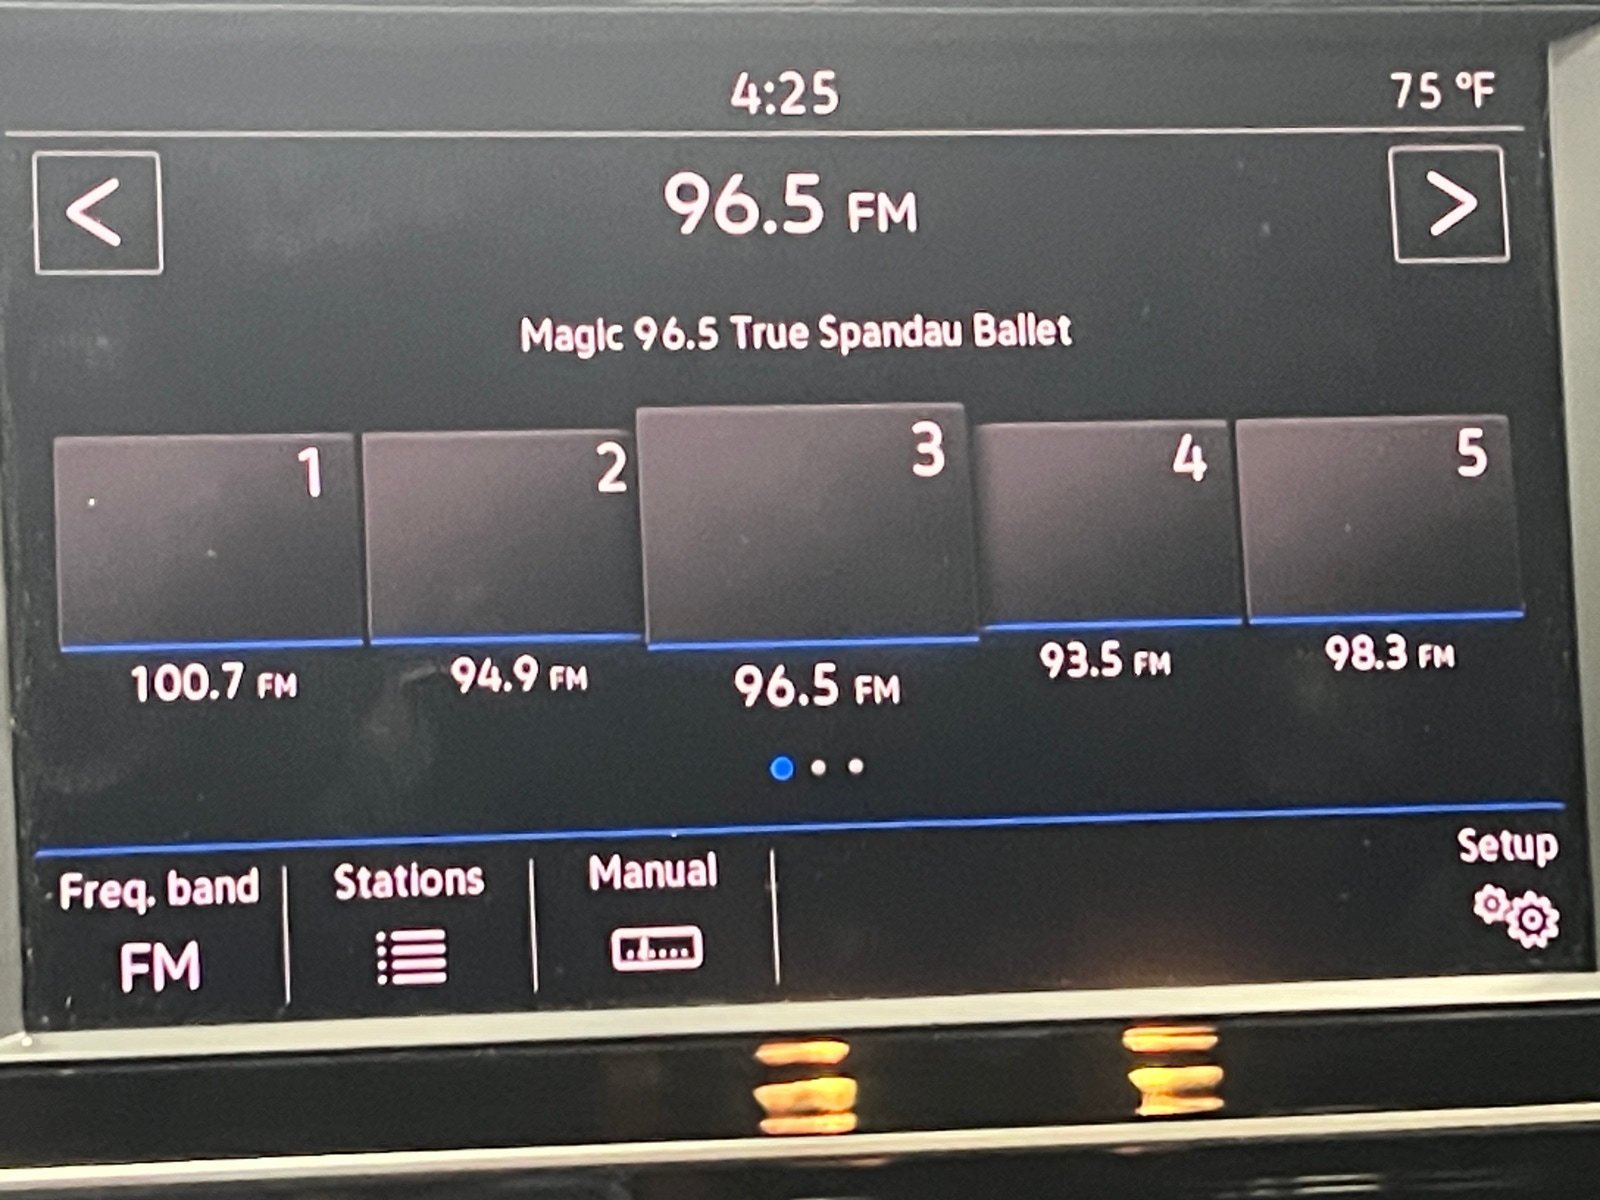 4:25
75 °F
<
96.5 FM
>
Magic 96.5 True Spandau Ballet
1
2
3
4
5
100.7 FM
94.9 FM
96.5 FM
93.5 FM
98.3 FM
Freq. band
FM
Stations
Manual
Setup